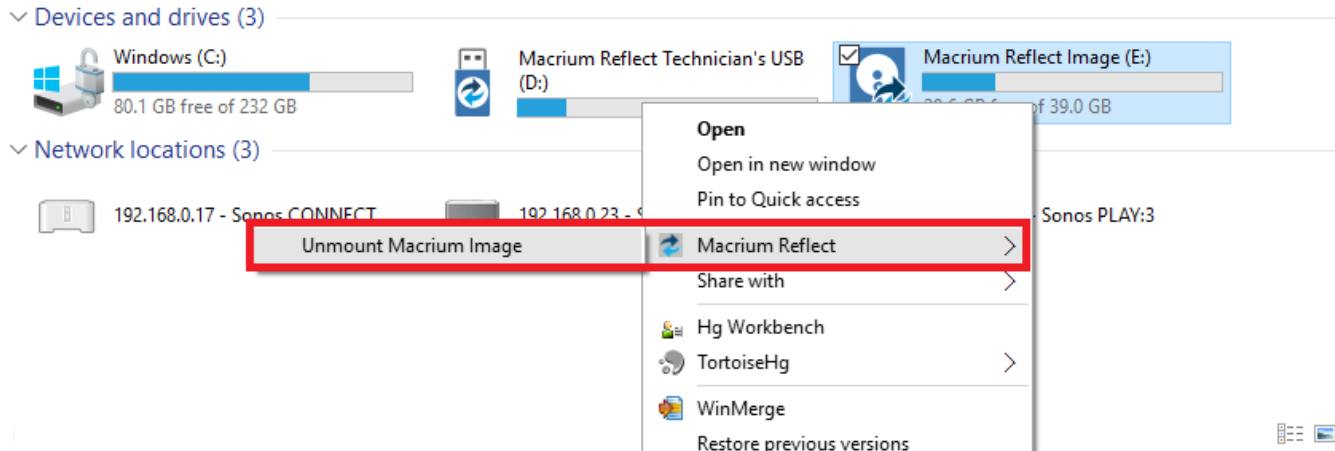 Devices and drives (3)
Windows (C:)
80.1 GB free of 232 GB
Macrium Reflect Technician's USB
(D:)
Macrium Reflect Image (E:)
of 39.0 GB
Network locations (3)
192.168.0.17 - Sonos CONNECT
192.168.0.23 -
- Sonos PLAY:3
Open
Open in new window
Pin to Quick access
Unmount Macrium Image
Macrium Reflect
Share with
Hg Workbench
TortoiseHg
WinMerge
Restore previous versions